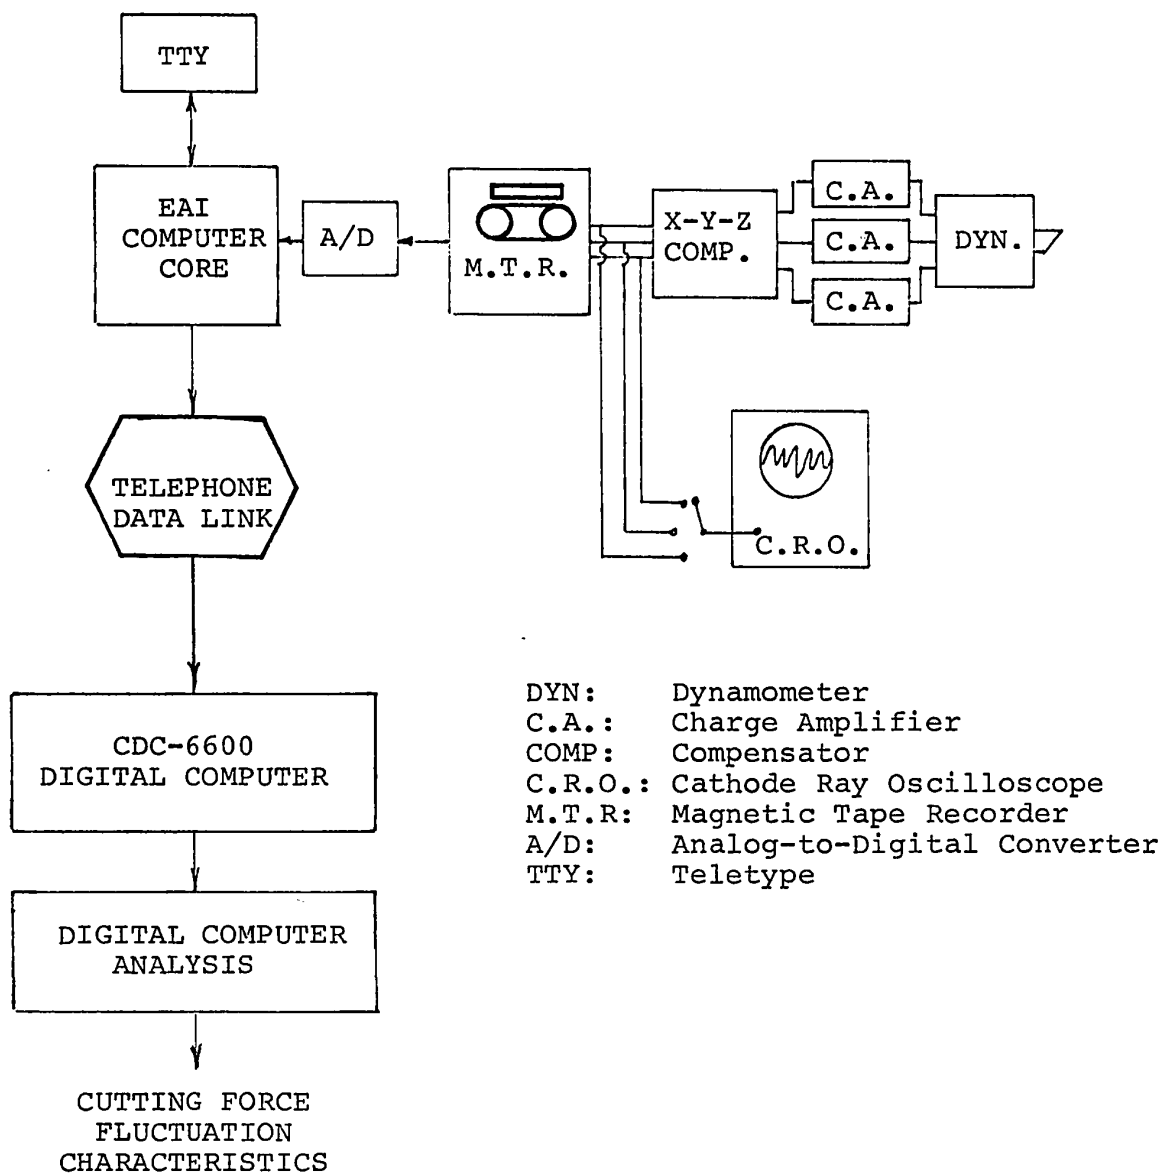 TTY
EAI
COMPUTER
CORE
A/D
M.T.R.
X-Y-Z
COMP.
C.A.
C.A.
C.A.
DYN.
TELEPHONE
DATA LINK
C.R.O.
CDC-6600
DIGITAL COMPUTER
DIGITAL COMPUTER
ANALYSIS
CUTTING FORCE
FLUCTUATION
CHARACTERISTICS
DYN: Dynamometer
C.A.: Charge Amplifier
COMP: Compensator
C.R.O.: Cathode Ray Oscilloscope
M.T.R: Magnetic Tape Recorder
A/D: Analog-to-Digital Converter
TTY: Teletype